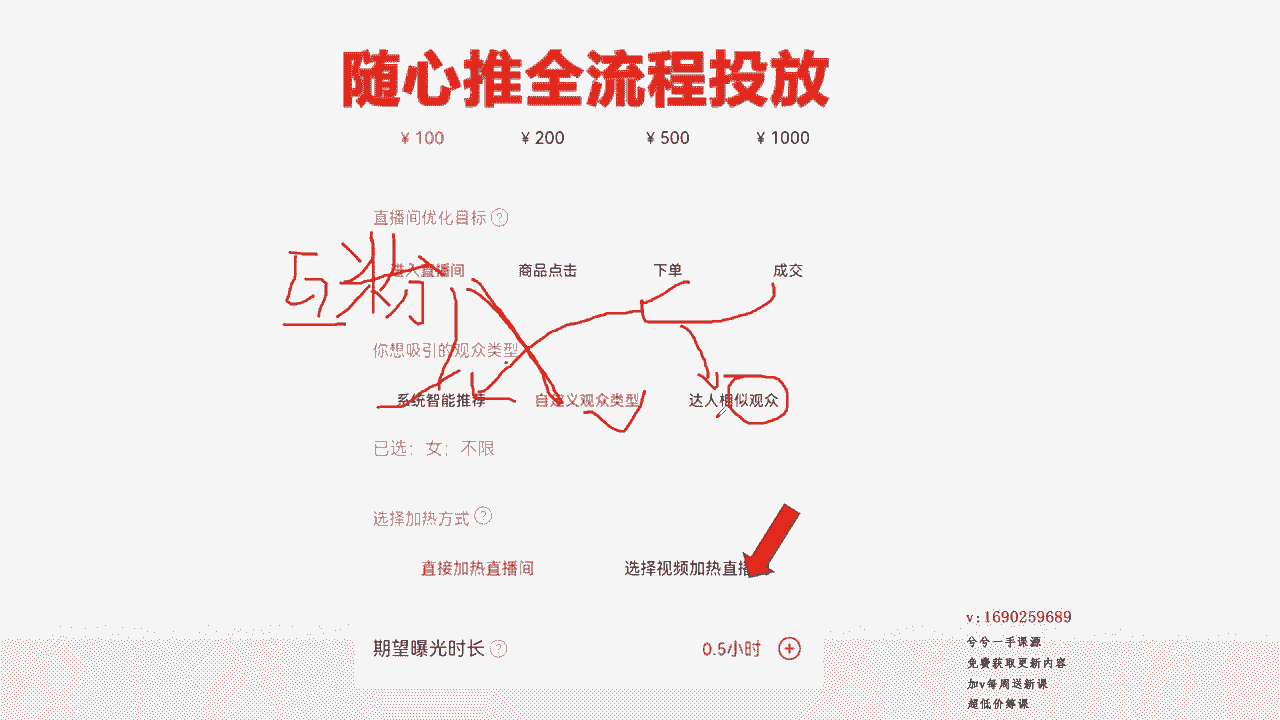 随心推全流程投放
¥ 100 ¥ 200 ¥ 500 ¥ 1000
直播间优化目标 ?
进入直播间 商品点击 下单 成交
互粉
你想吸引的观众类型
系统智能推荐 自定义观众类型 达人相似观众
已选：女；不限
选择加热方式 ?
直接加热直播间 选择视频加热直播
期望曝光时长 ? 0.5小时 +
v:1690259689
兮兮一手课源
免费获取更新内容
加v每周送新课
超低价筹课